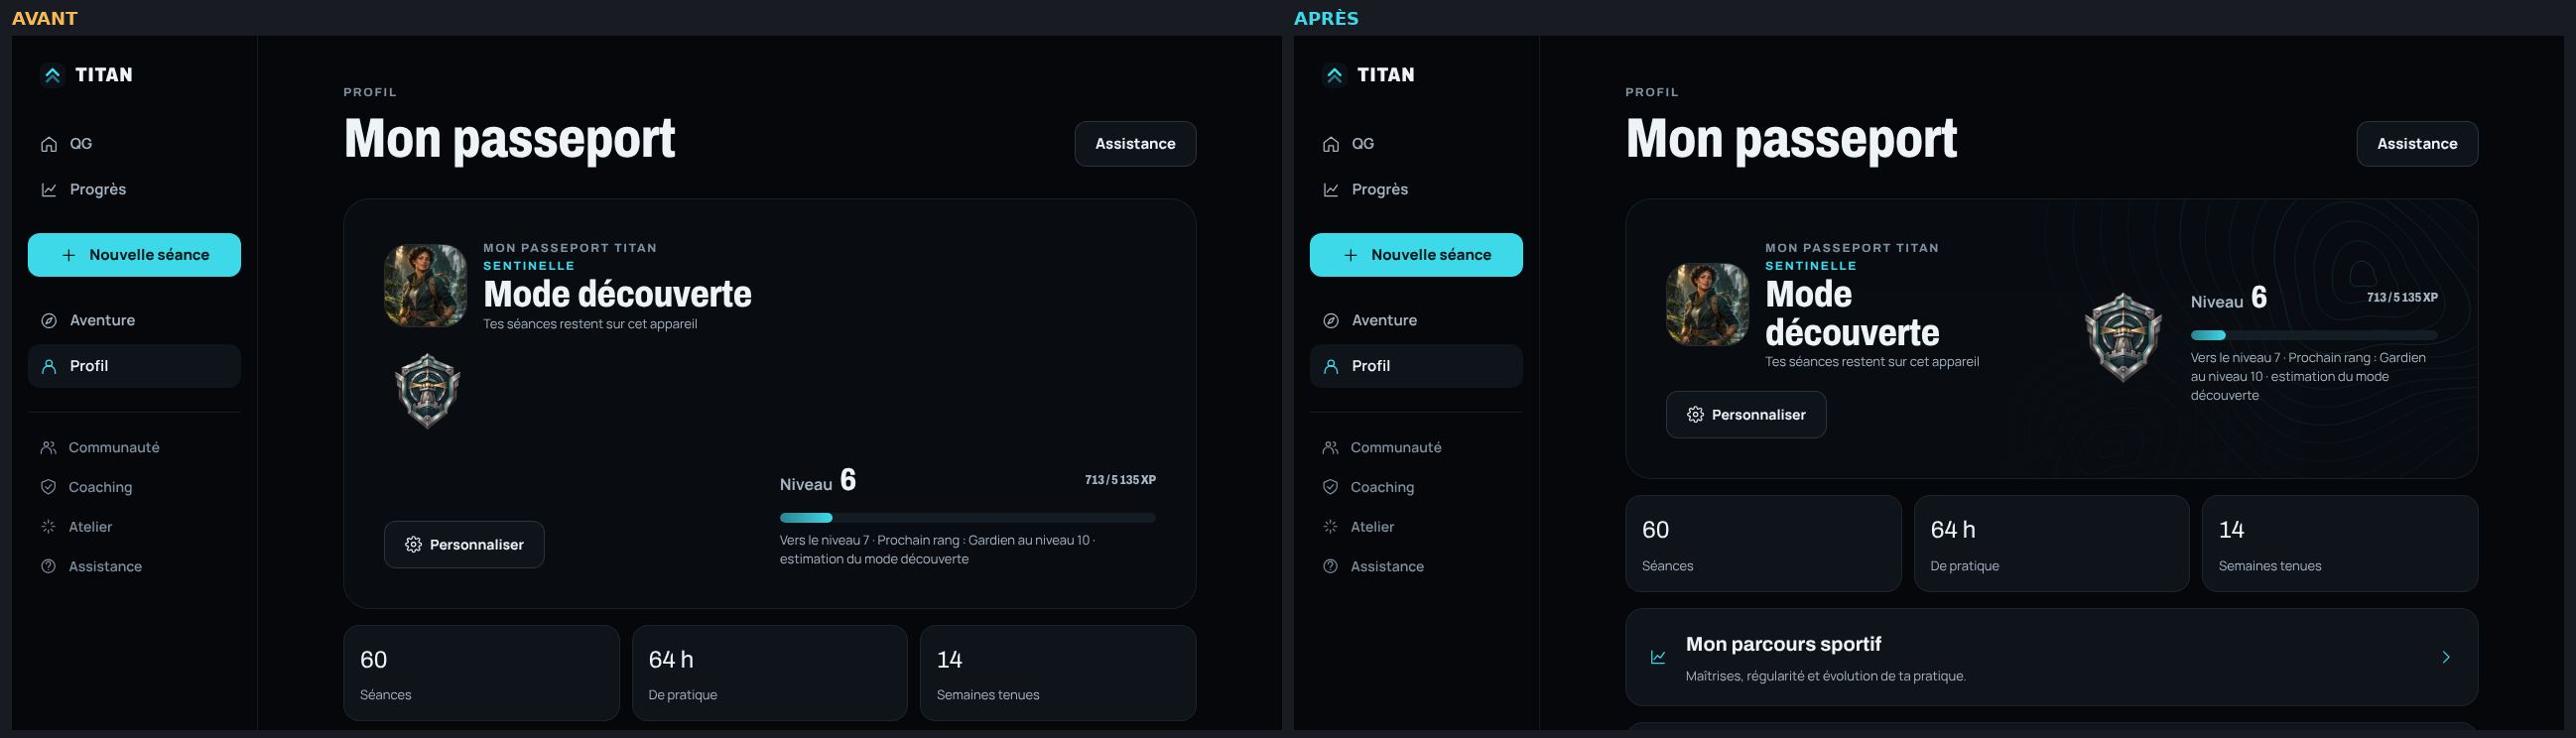 AVANT
TITAN
QG
Progrès
Nouvelle séance
Aventure
Profil
Communauté
Coaching
Atelier
Assistance
PROFIL
Mon passeport
Assistance
MON PASSEPORT TITAN
SENTINELLE
Mode découverte
Tes séances restent sur cet appareil
Niveau 6
713 / 5 135 XP
Vers le niveau 7 · Prochain rang : Gardien au niveau 10 ·
estimation du mode découverte
Personnaliser
60
Séances
64 h
De pratique
14
Semaines tenues
APRÈS
TITAN
QG
Progrès
Nouvelle séance
Aventure
Profil
Communauté
Coaching
Atelier
Assistance
PROFIL
Mon passeport
Assistance
MON PASSEPORT TITAN
SENTINELLE
Mode
découverte
Tes séances restent sur cet appareil
Personnaliser
Niveau 6
713 / 5 135 XP
Vers le niveau 7 · Prochain rang : Gardien
au niveau 10 · estimation du mode
découverte
60
Séances
64 h
De pratique
14
Semaines tenues
Mon parcours sportif
Maîtrises, régularité et évolution de ta pratique.